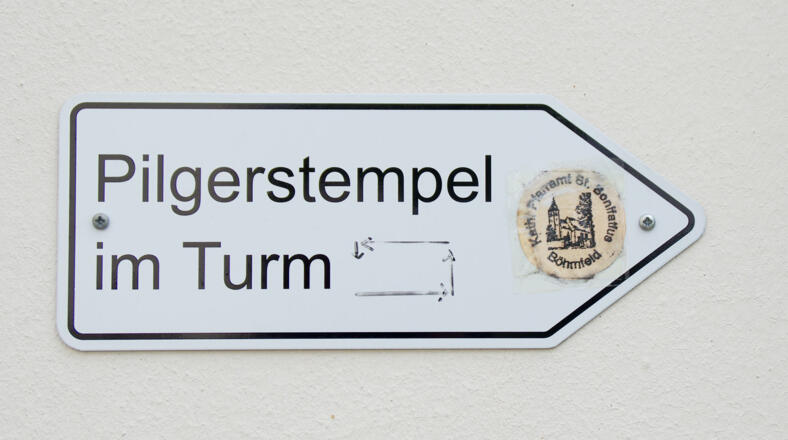 Pilgerstempel
im Turm
Kath. Pfarramt St. Bonifatius
Böhmfeld